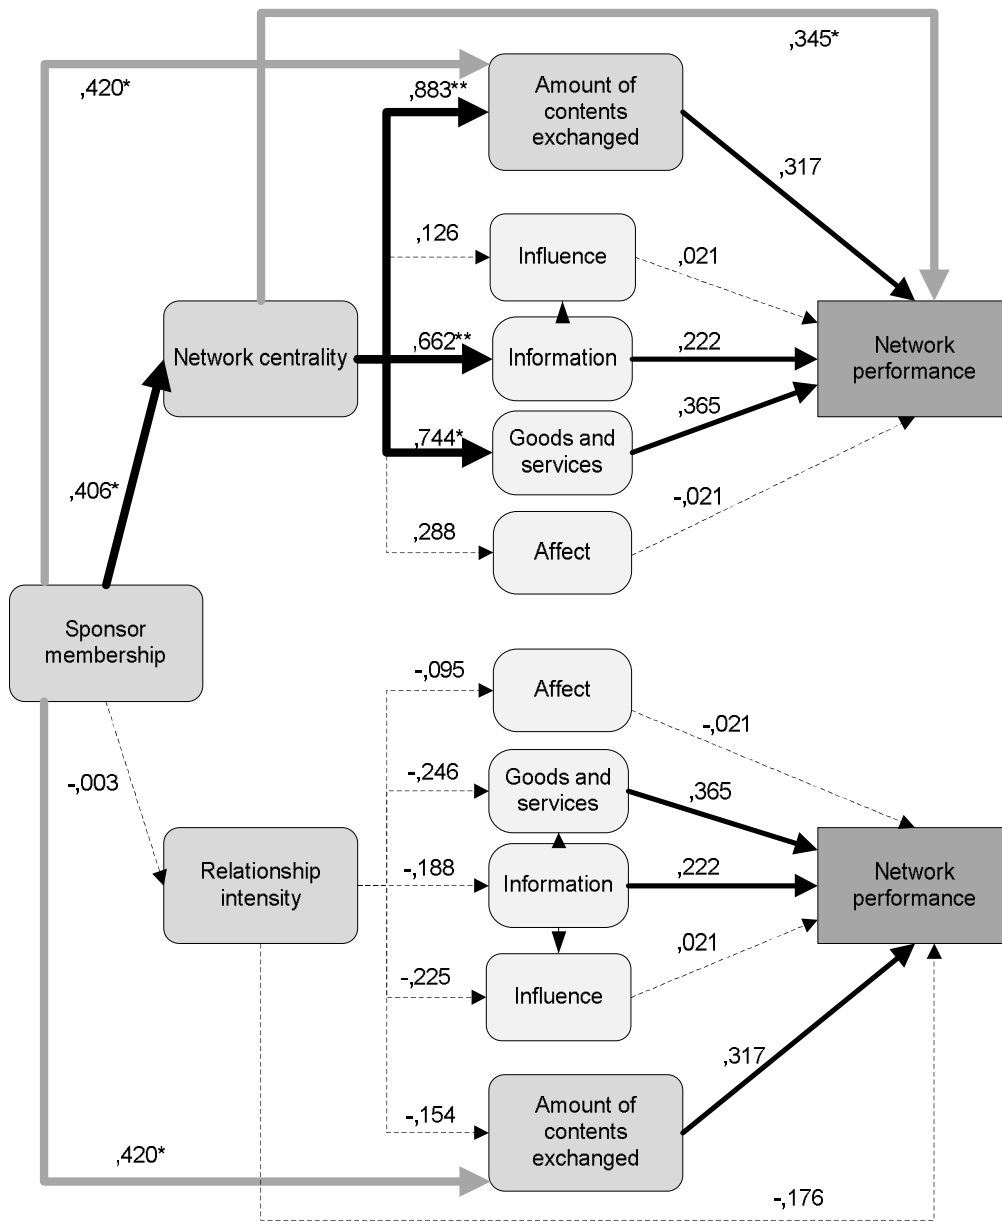 ,345*
,420*
,883**
Amount of
contents
exchanged
,317
,126
Influence
,021
Network centrality
,662**
Information
,222
Network
performance
,365
,744*
Goods and
services
,406*
-,021
,288
Affect
Sponsor
membership
-,095
Affect
-,021
-,003
-,246
Goods and
services
,365
Relationship
intensity
-,188
Information
,222
Network
performance
-,225
Influence
,021
,317
-,154
Amount of
contents
exchanged
,420*
-,176